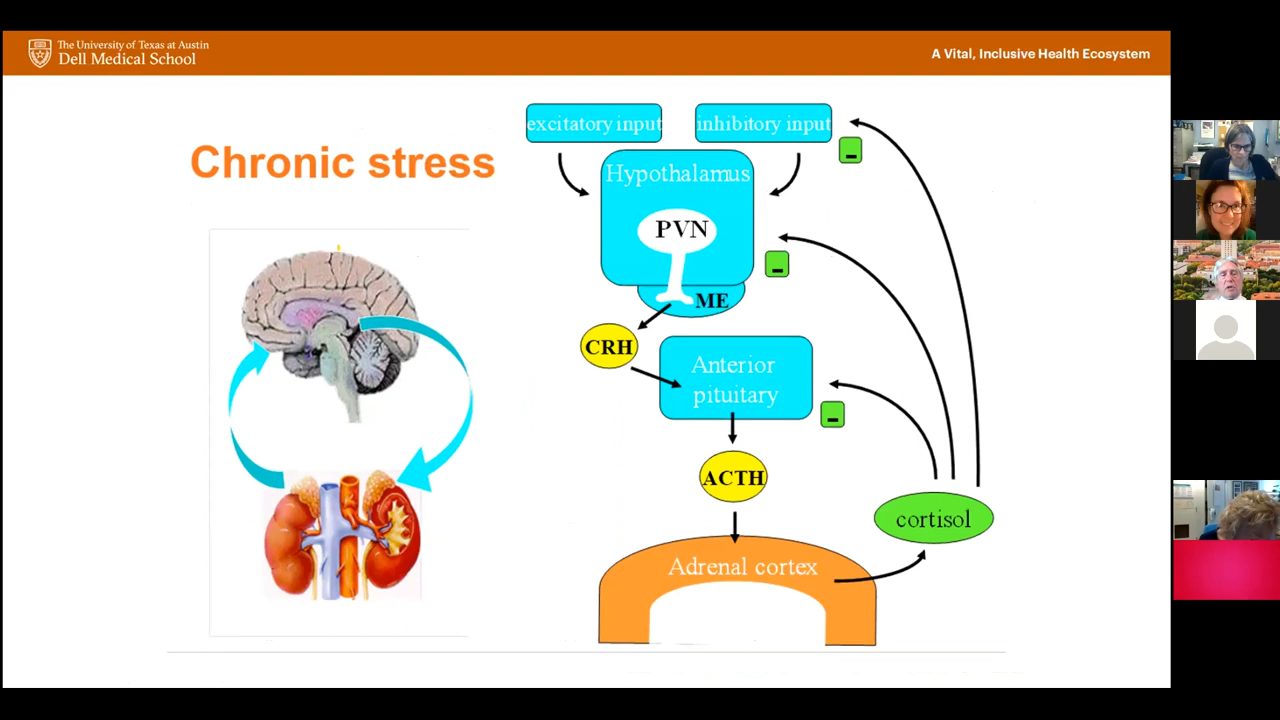 The University of Texas at Austin
Dell Medical School
A Vital, Inclusive Health Ecosystem
Chronic stress
excitatory input
inhibitory input
-
Hypothalamus
PVN
-
ME
CRH
Anterior
pituitary
-
ACTH
cortisol
Adrenal cortex